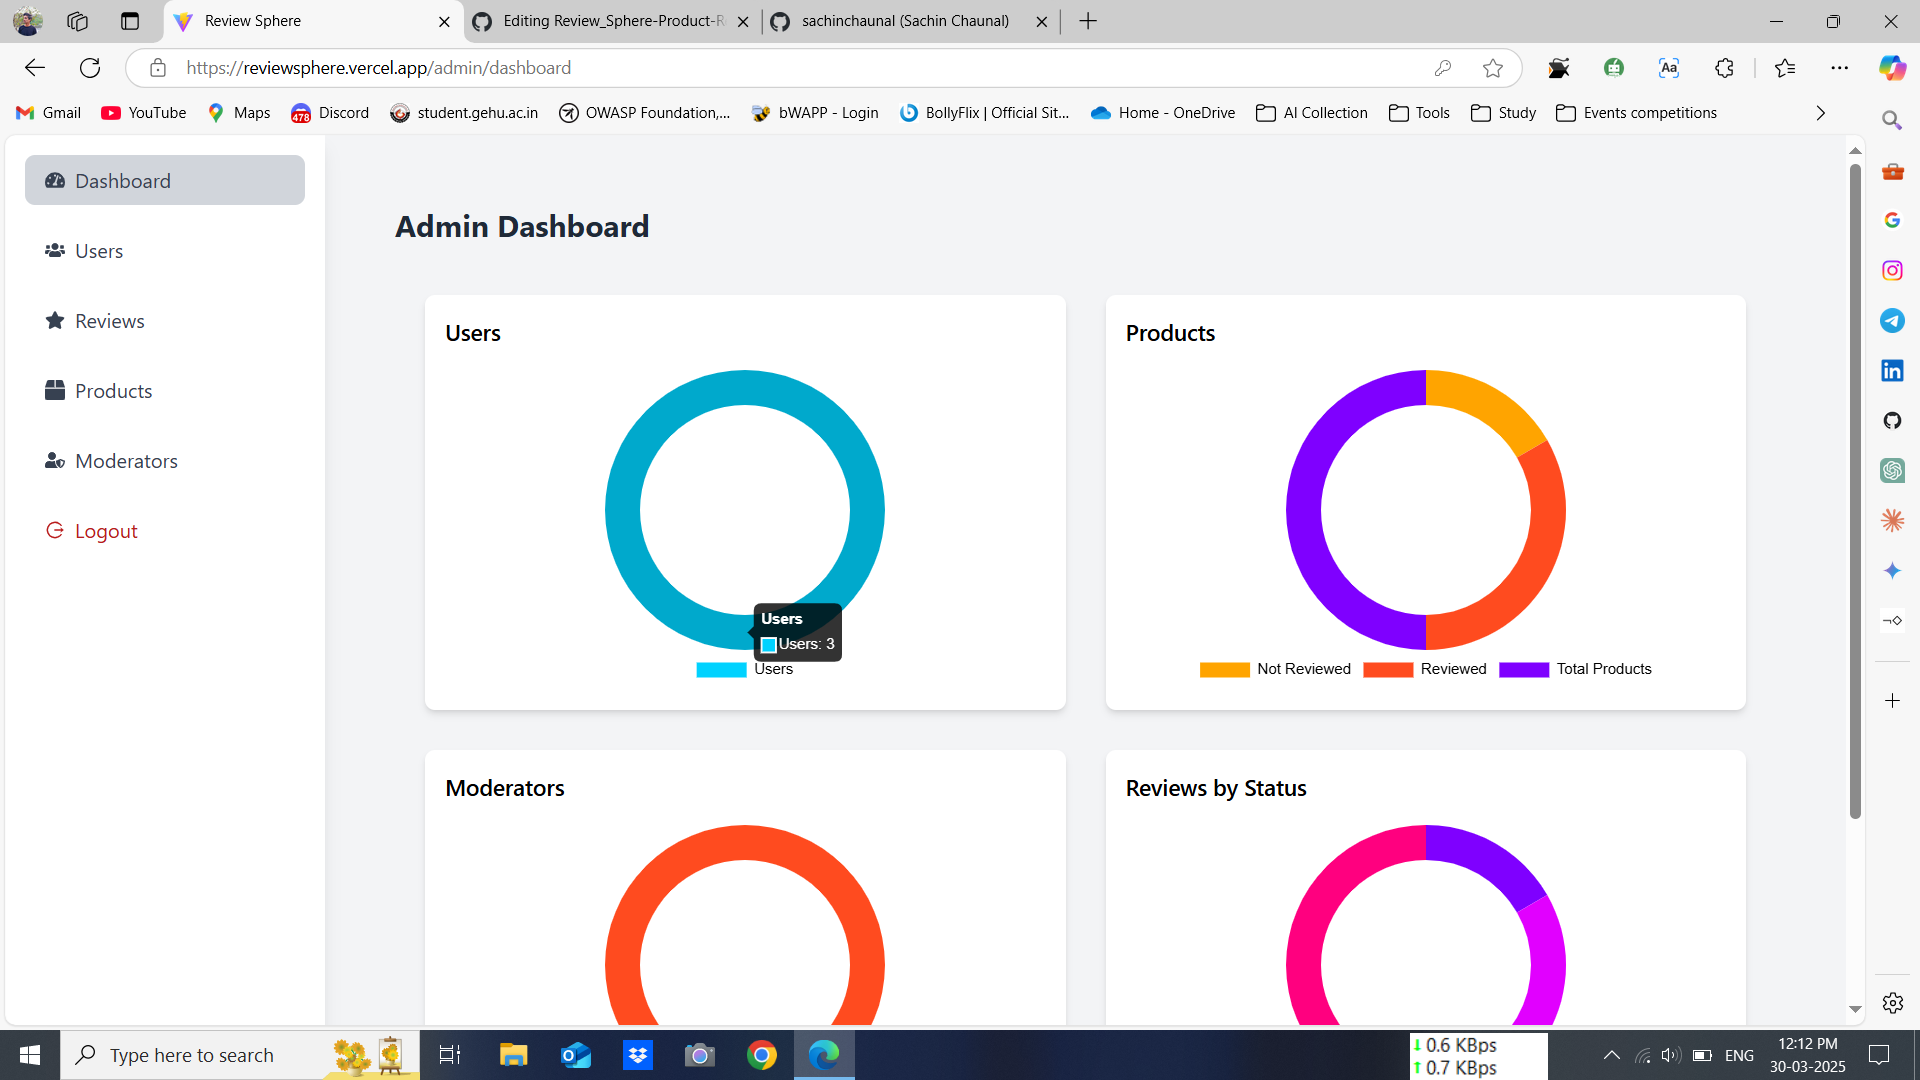 Review Sphere
Editing Review_Sphere-Product-R
sachinchaunal (Sachin Chaunal)
https://reviewsphere.vercel.app/admin/dashboard
Gmail
YouTube
Maps
478
Discord
student.gehu.ac.in
OWASP Foundation,...
bWAPP - Login
BollyFlix | Official Sit...
Home - OneDrive
AI Collection
Tools
Study
Events competitions
Dashboard
Users
Reviews
Products
Moderators
Logout
Admin Dashboard
Users
Users
Users: 3
Users
Products
Not Reviewed
Reviewed
Total Products
Moderators
Reviews by Status
Type here to search
0.6 KBps
0.7 KBps
ENG
12:12 PM
30-03-2025